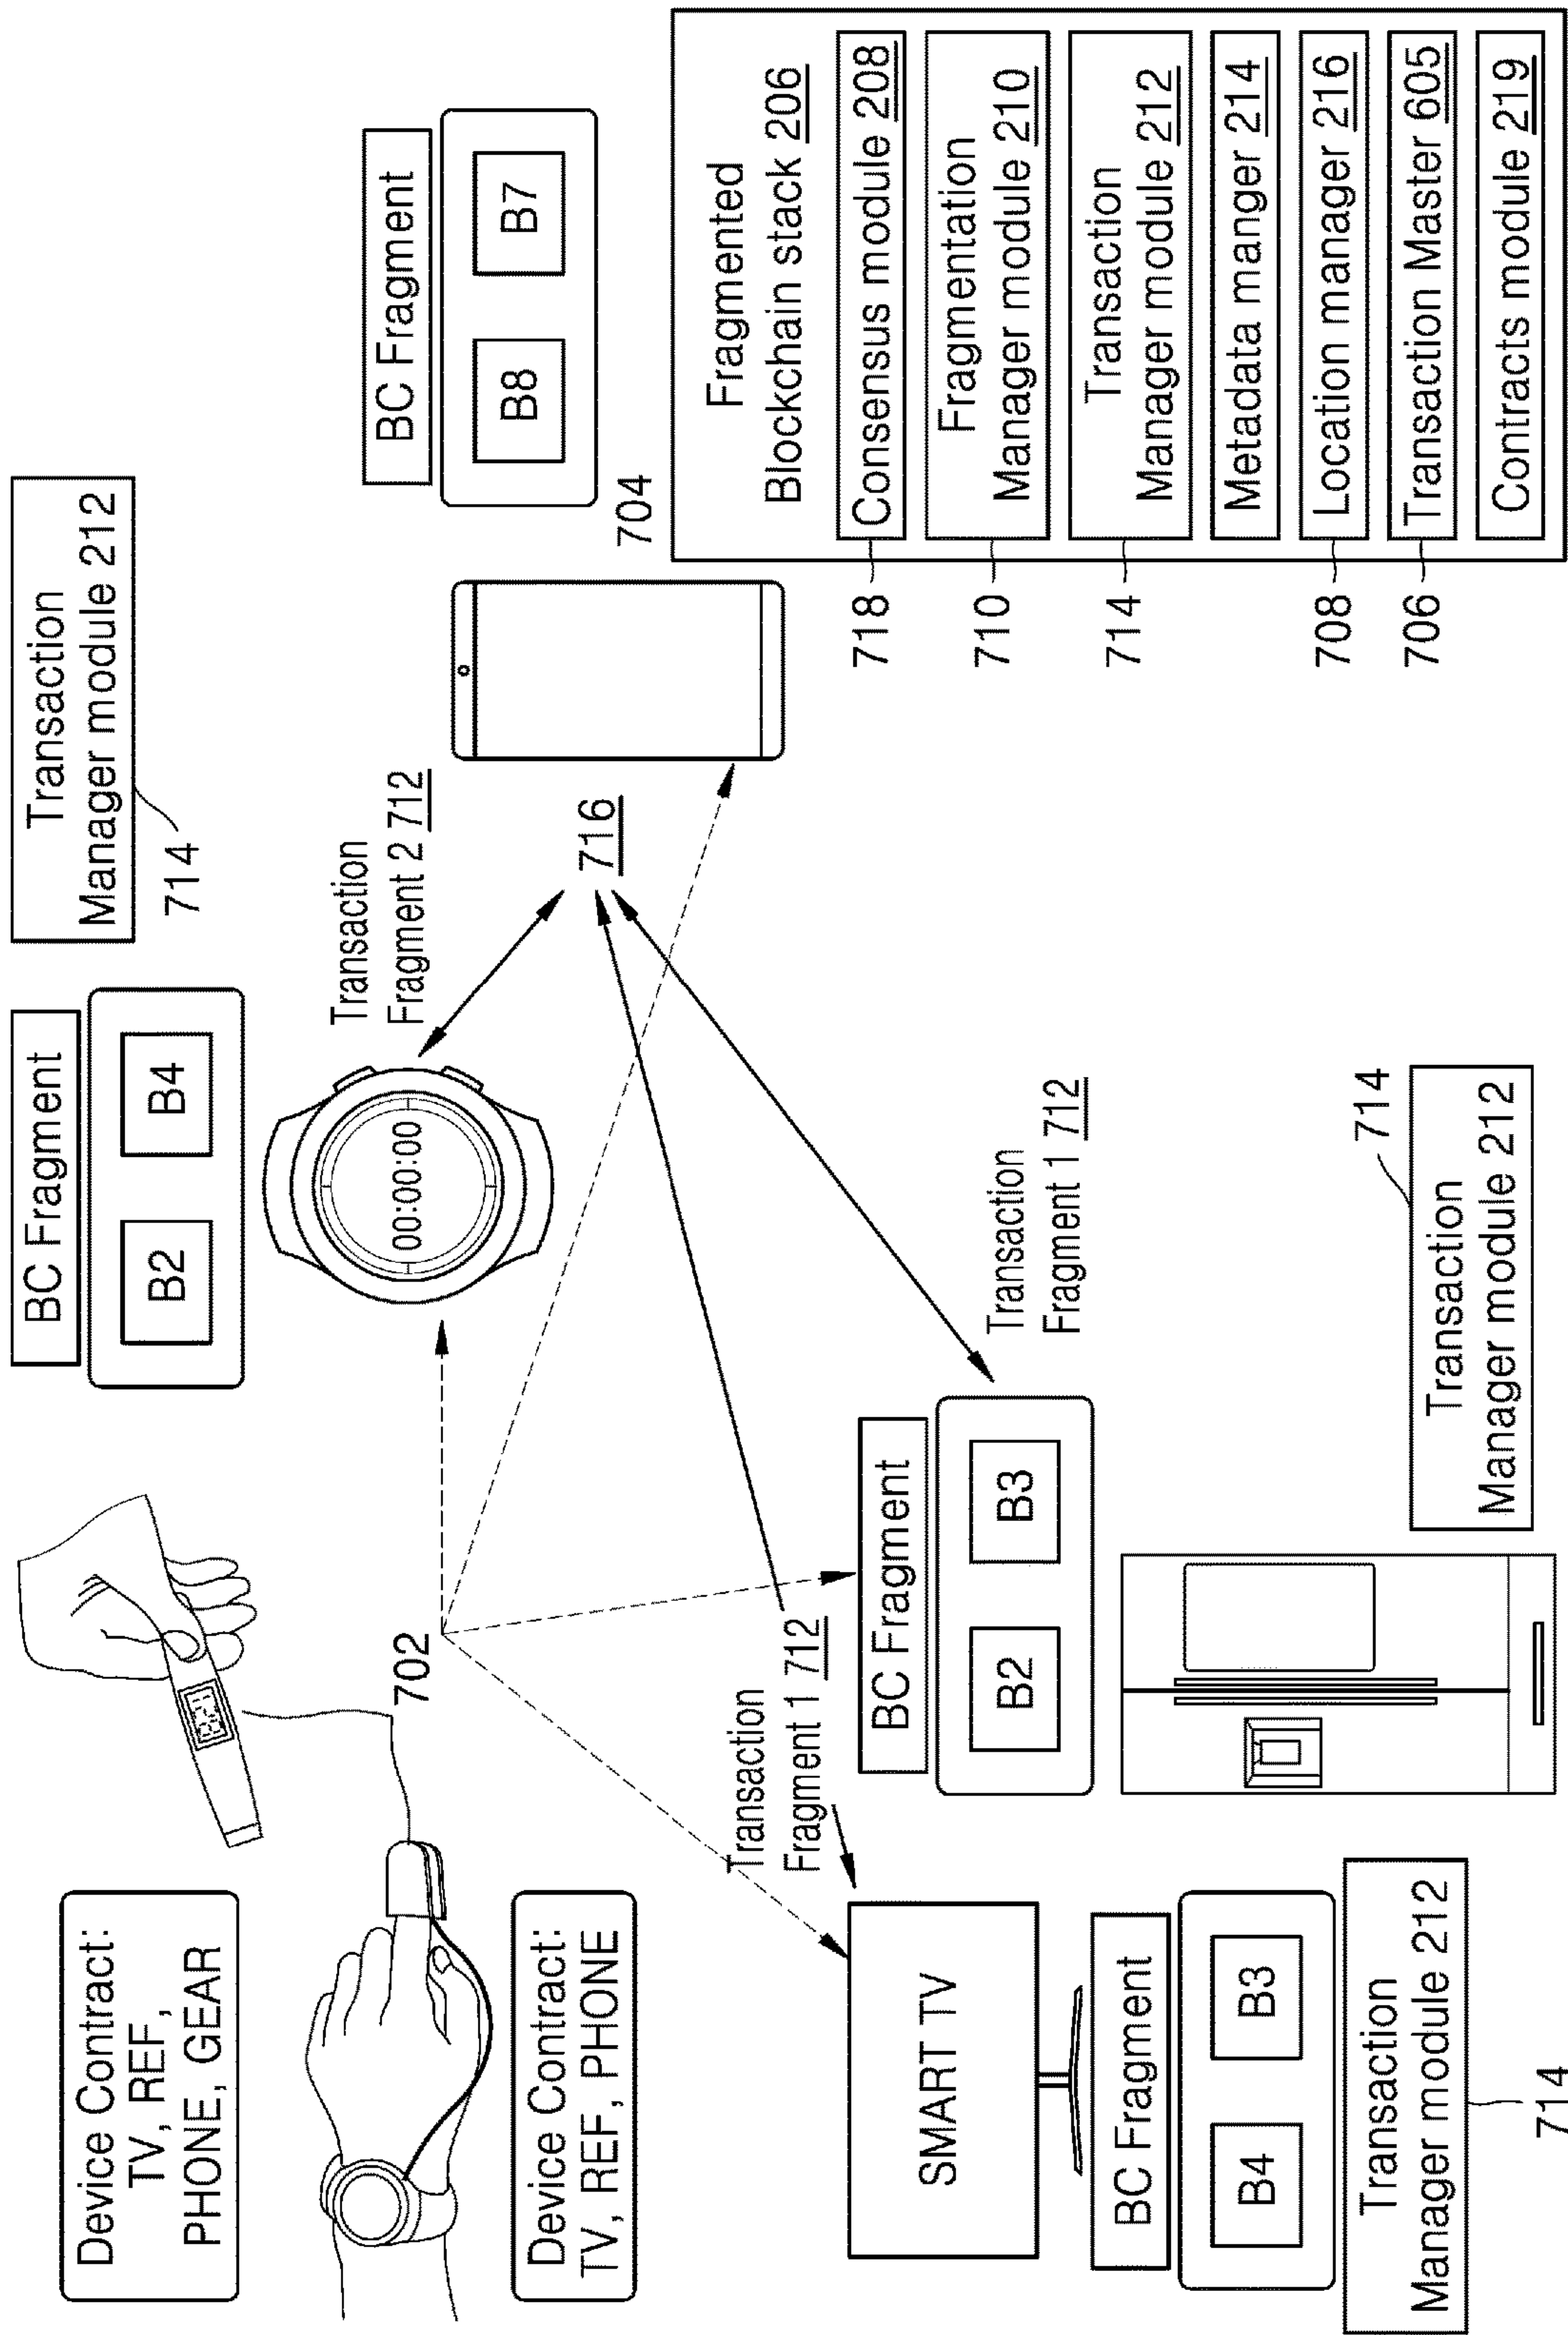 Device Contract:
TV, REF,
PHONE, GEAR
Device Contract:
TV, REF, PHONE
702
BC Fragment
B2
B4
00:00:00
Transaction
Manager module 212
714
Transaction
Fragment 2 712
716
BC Fragment
B8
B7
704
SMART TV
BC Fragment
B4
B3
Transaction
Manager module 212
714
Transaction
Fragment 1 712
BC Fragment
B2
B3
Transaction
Fragment 1 712
714
Transaction
Manager module 212
Fragmented
Blockchain stack 206
718
Consensus module 208
710
Fragmentation
Manager module 210
714
Transaction
Manager module 212
Metadata manger 214
708
Location manager 216
706
Transaction Master 605
Contracts module 219